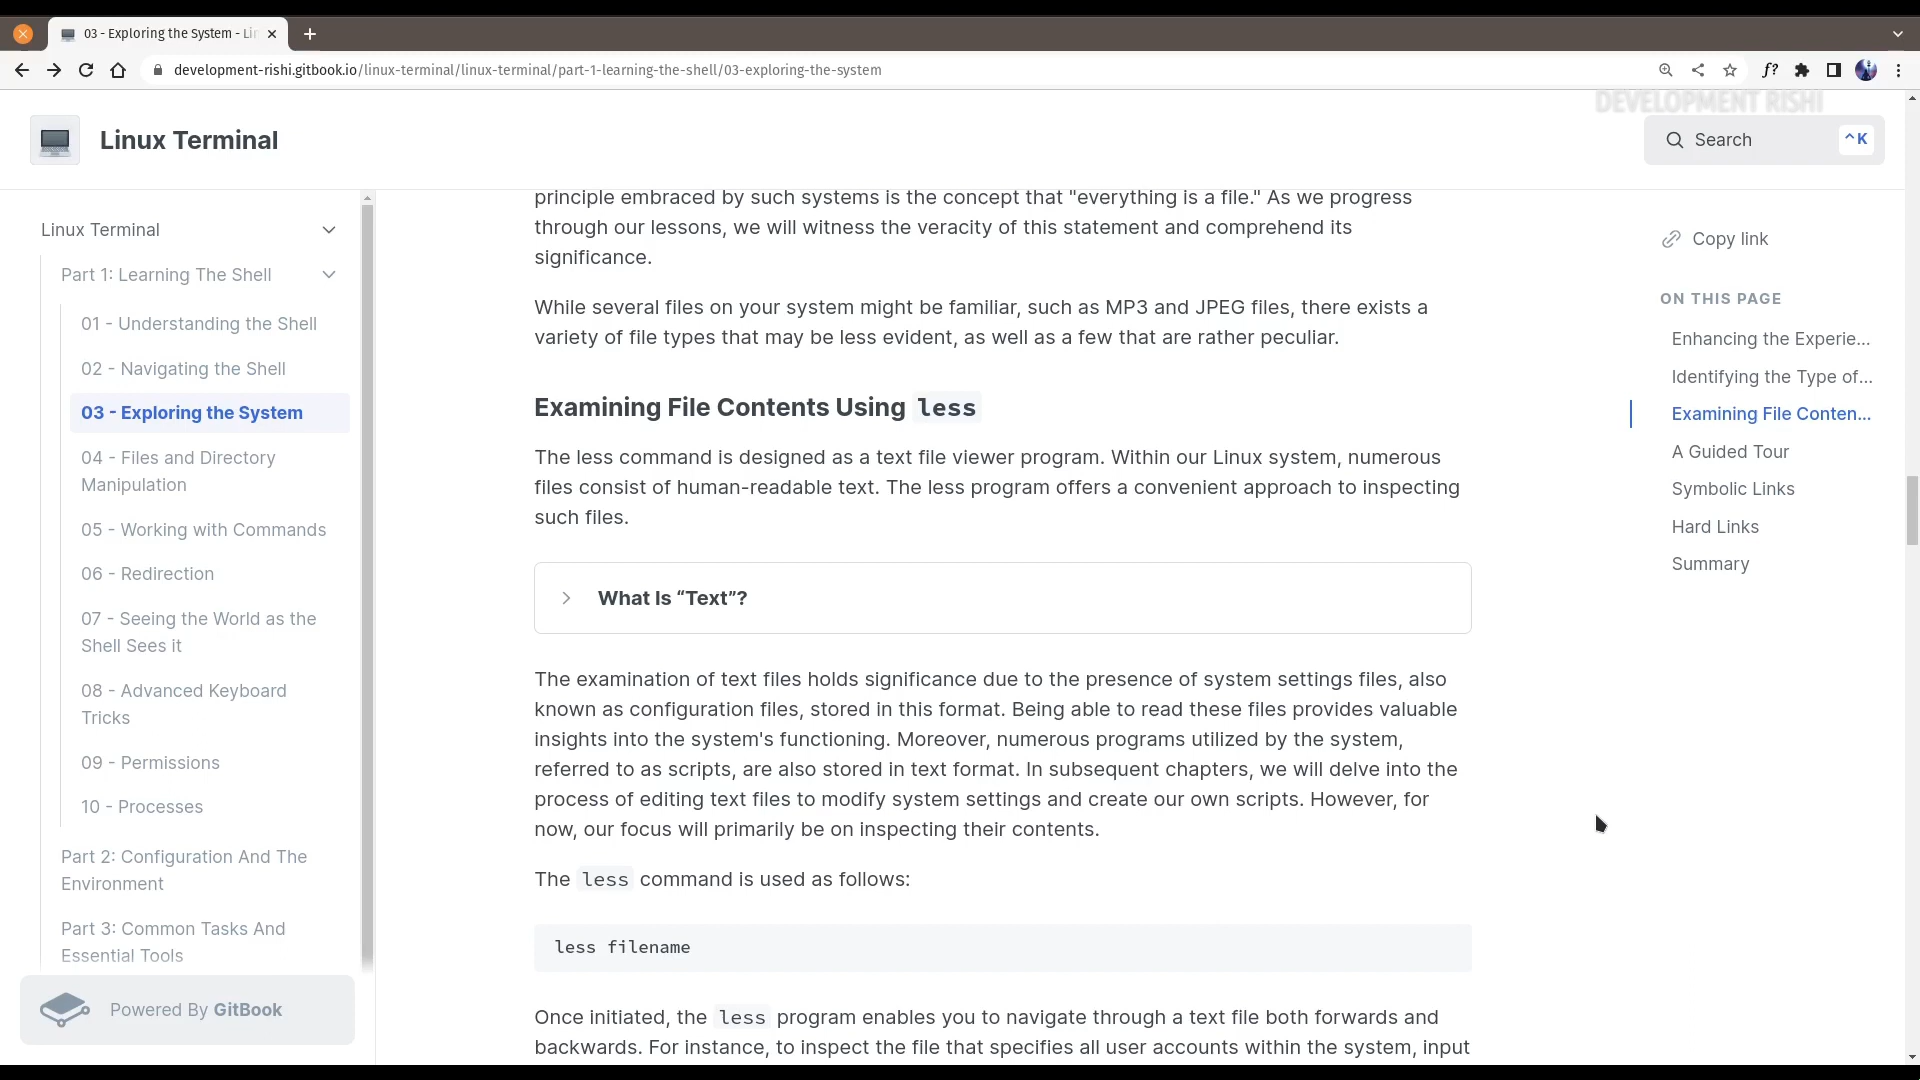 03 - Exploring the System - Li
development-rishi.gitbook.io/linux-terminal/linux-terminal/part-1-learning-the-shell/03-exploring-the-system
f?
DEVELOPMENT RISHI
Linux Terminal
Search
^K
Linux Terminal
Part 1: Learning The Shell
01 - Understanding the Shell
02 - Navigating the Shell
03 - Exploring the System
04 - Files and Directory
Manipulation
05 - Working with Commands
06 - Redirection
07 - Seeing the World as the
Shell Sees it
08 - Advanced Keyboard
Tricks
09 - Permissions
10 - Processes
Part 2: Configuration And The
Environment
Part 3: Common Tasks And
Essential Tools
Powered By GitBook
principle embraced by such systems is the concept that "everything is a file." As we progress
through our lessons, we will witness the veracity of this statement and comprehend its
significance.
While several files on your system might be familiar, such as MP3 and JPEG files, there exists a
variety of file types that may be less evident, as well as a few that are rather peculiar.
Examining File Contents Using less
The less command is designed as a text file viewer program. Within our Linux system, numerous
files consist of human-readable text. The less program offers a convenient approach to inspecting
such files.
What Is “Text”?
The examination of text files holds significance due to the presence of system settings files, also
known as configuration files, stored in this format. Being able to read these files provides valuable
insights into the system's functioning. Moreover, numerous programs utilized by the system,
referred to as scripts, are also stored in text format. In subsequent chapters, we will delve into the
process of editing text files to modify system settings and create our own scripts. However, for
now, our focus will primarily be on inspecting their contents.
The less command is used as follows:
less filename
Once initiated, the less program enables you to navigate through a text file both forwards and
backwards. For instance, to inspect the file that specifies all user accounts within the system, input
Copy link
ON THIS PAGE
Enhancing the Experie...
Identifying the Type of...
Examining File Conten...
A Guided Tour
Symbolic Links
Hard Links
Summary